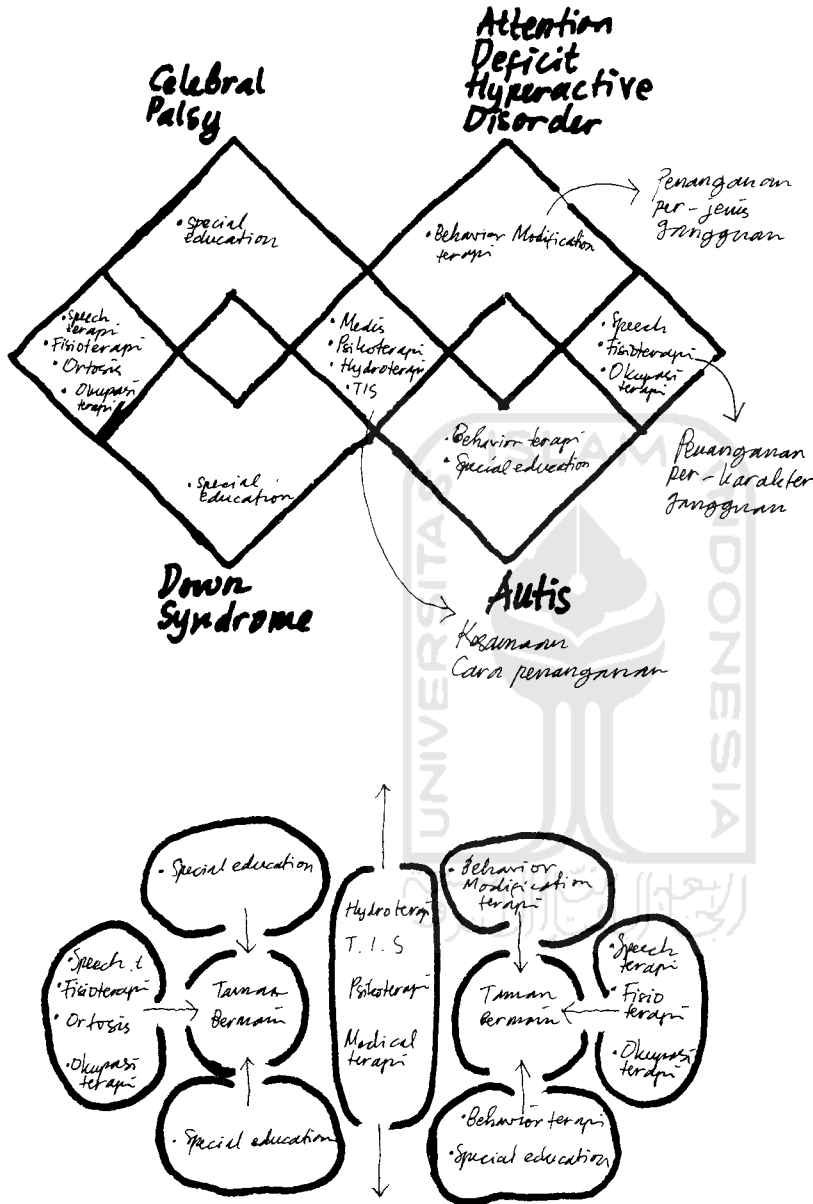 Celebral
Palsy
Attention
Deficit
Hyperactive
Disorder
• Special
education
• Behavior Modification
terapi
Penanganan
per-jenis
gangguan
• Speech
terapi
• Fisioterapi
• Ortosis
• Okupasi
terapi
• Medis
• Psikoterapi
• Hydroterapi
• TIS
• Speech
• Fisioterapi
• Okupasi
terapi
• Special
education
• Behavior terapi
• Special education
Penanganan
per-karakter
gangguan
Down
Syndrome
Autis
Kesamaan
Cara penanganan
UNIVERSITAS
ISLAM
INDONESIA
• Special education
• Speech t
• Fisioterapi
• Ortosis
• Okupasi
terapi
Taman
Bermain
• Special education
Hydroterapi
T.I.S
Psikoterapi
Medical
terapi
• Behavior
Modification
terapi
Taman
Bermain
• Speech
terapi
• Fisio
terapi
• Okupasi
terapi
• Behavior terapi
• Special education